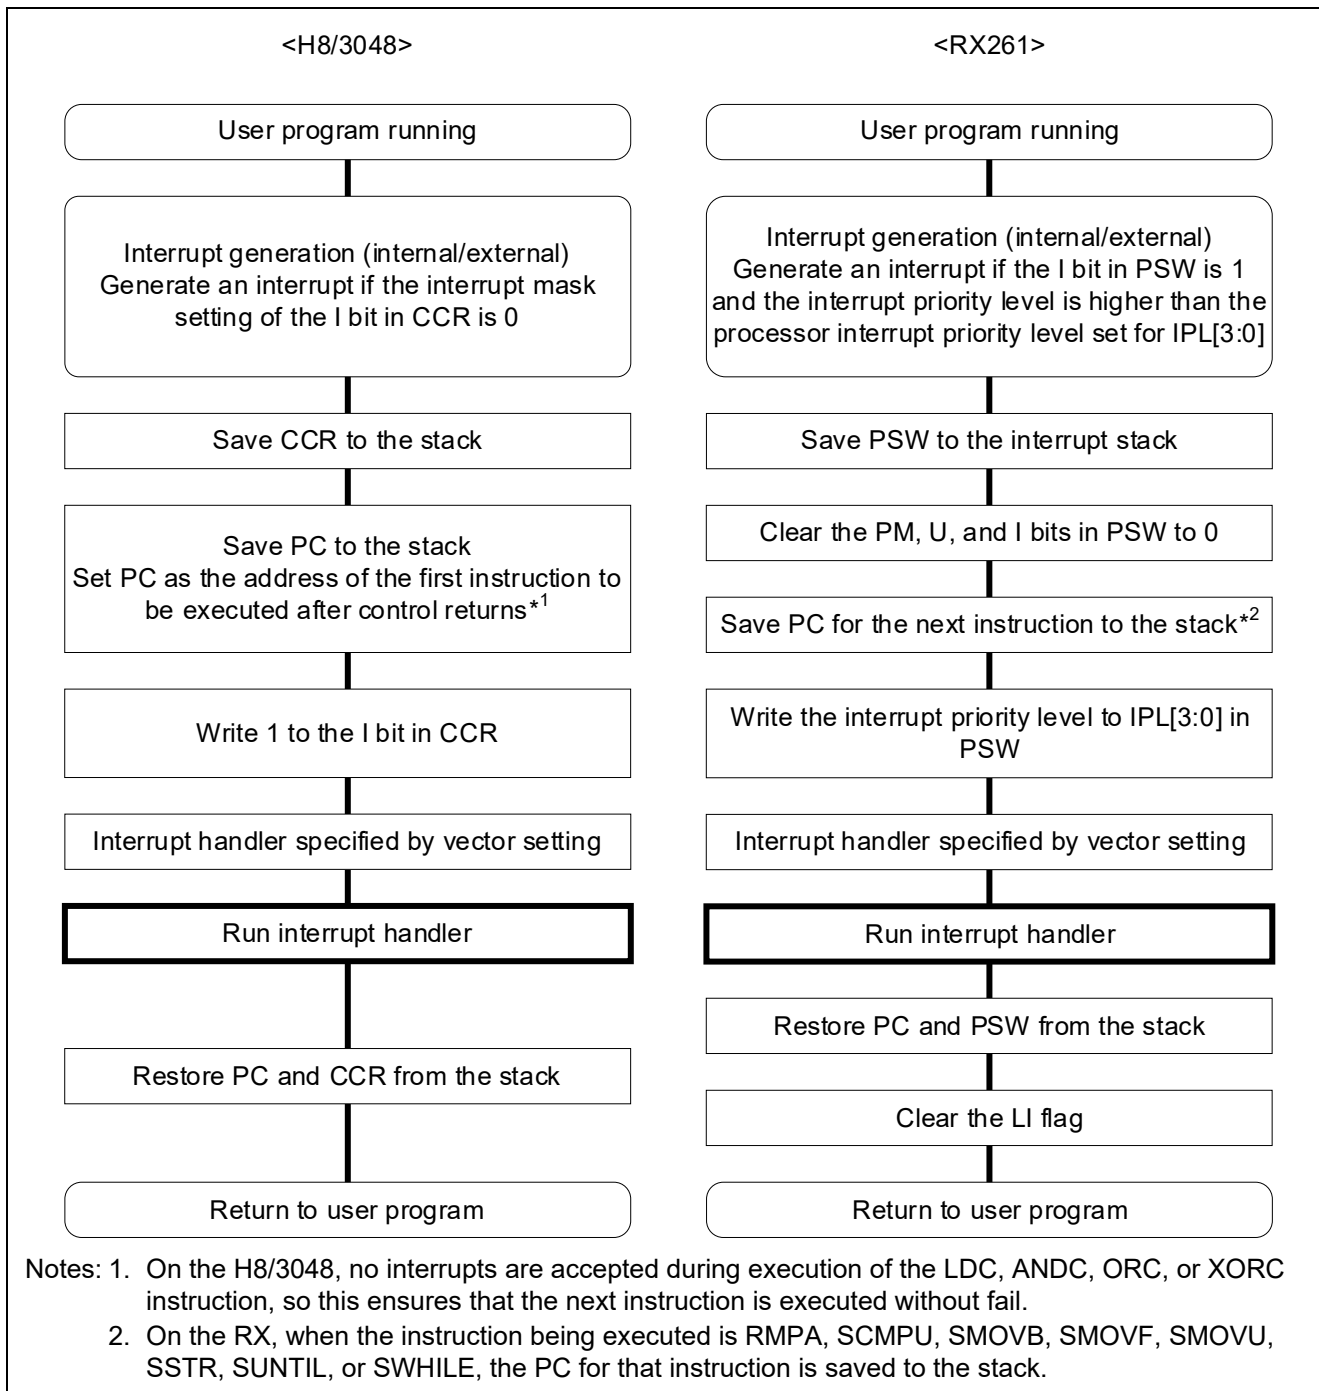 <H8/3048>
User program running
Interrupt generation (internal/external)
Generate an interrupt if the interrupt mask
setting of the I bit in CCR is 0
Save CCR to the stack
Save PC to the stack
Set PC as the address of the first instruction to
be executed after control returns*1
Write 1 to the I bit in CCR
Interrupt handler specified by vector setting
Run interrupt handler
Restore PC and CCR from the stack
Return to user program
<RX261>
User program running
Interrupt generation (internal/external)
Generate an interrupt if the I bit in PSW is 1
and the interrupt priority level is higher than the
processor interrupt priority level set for IPL[3:0]
Save PSW to the interrupt stack
Clear the PM, U, and I bits in PSW to 0
Save PC for the next instruction to the stack*2
Write the interrupt priority level to IPL[3:0] in
PSW
Interrupt handler specified by vector setting
Run interrupt handler
Restore PC and PSW from the stack
Clear the LI flag
Return to user program
Notes: 1. On the H8/3048, no interrupts are accepted during execution of the LDC, ANDC, ORC, or XORC
instruction, so this ensures that the next instruction is executed without fail.
2. On the RX, when the instruction being executed is RMPA, SCMPU, SMOVB, SMOVF, SMOVU,
SSTR, SUNTIL, or SWHILE, the PC for that instruction is saved to the stack.